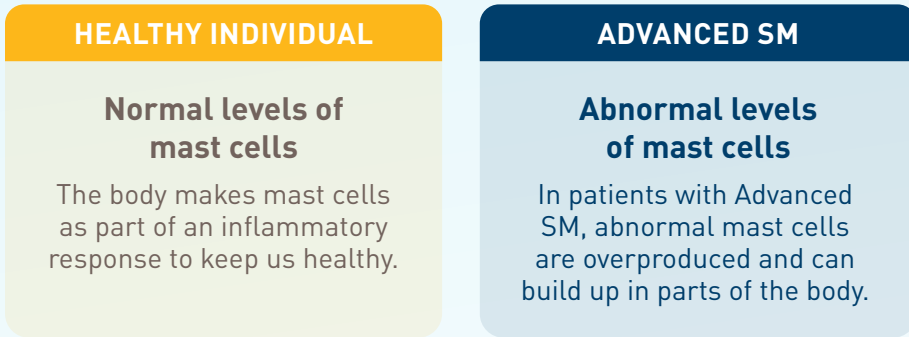 HEALTHY INDIVIDUAL
Normal levels of
mast cells
The body makes mast cells
as part of an inflammatory
response to keep us healthy.
ADVANCED SM
Abnormal levels
of mast cells
In patients with Advanced
SM, abnormal mast cells
are overproduced and can
build up in parts of the body.